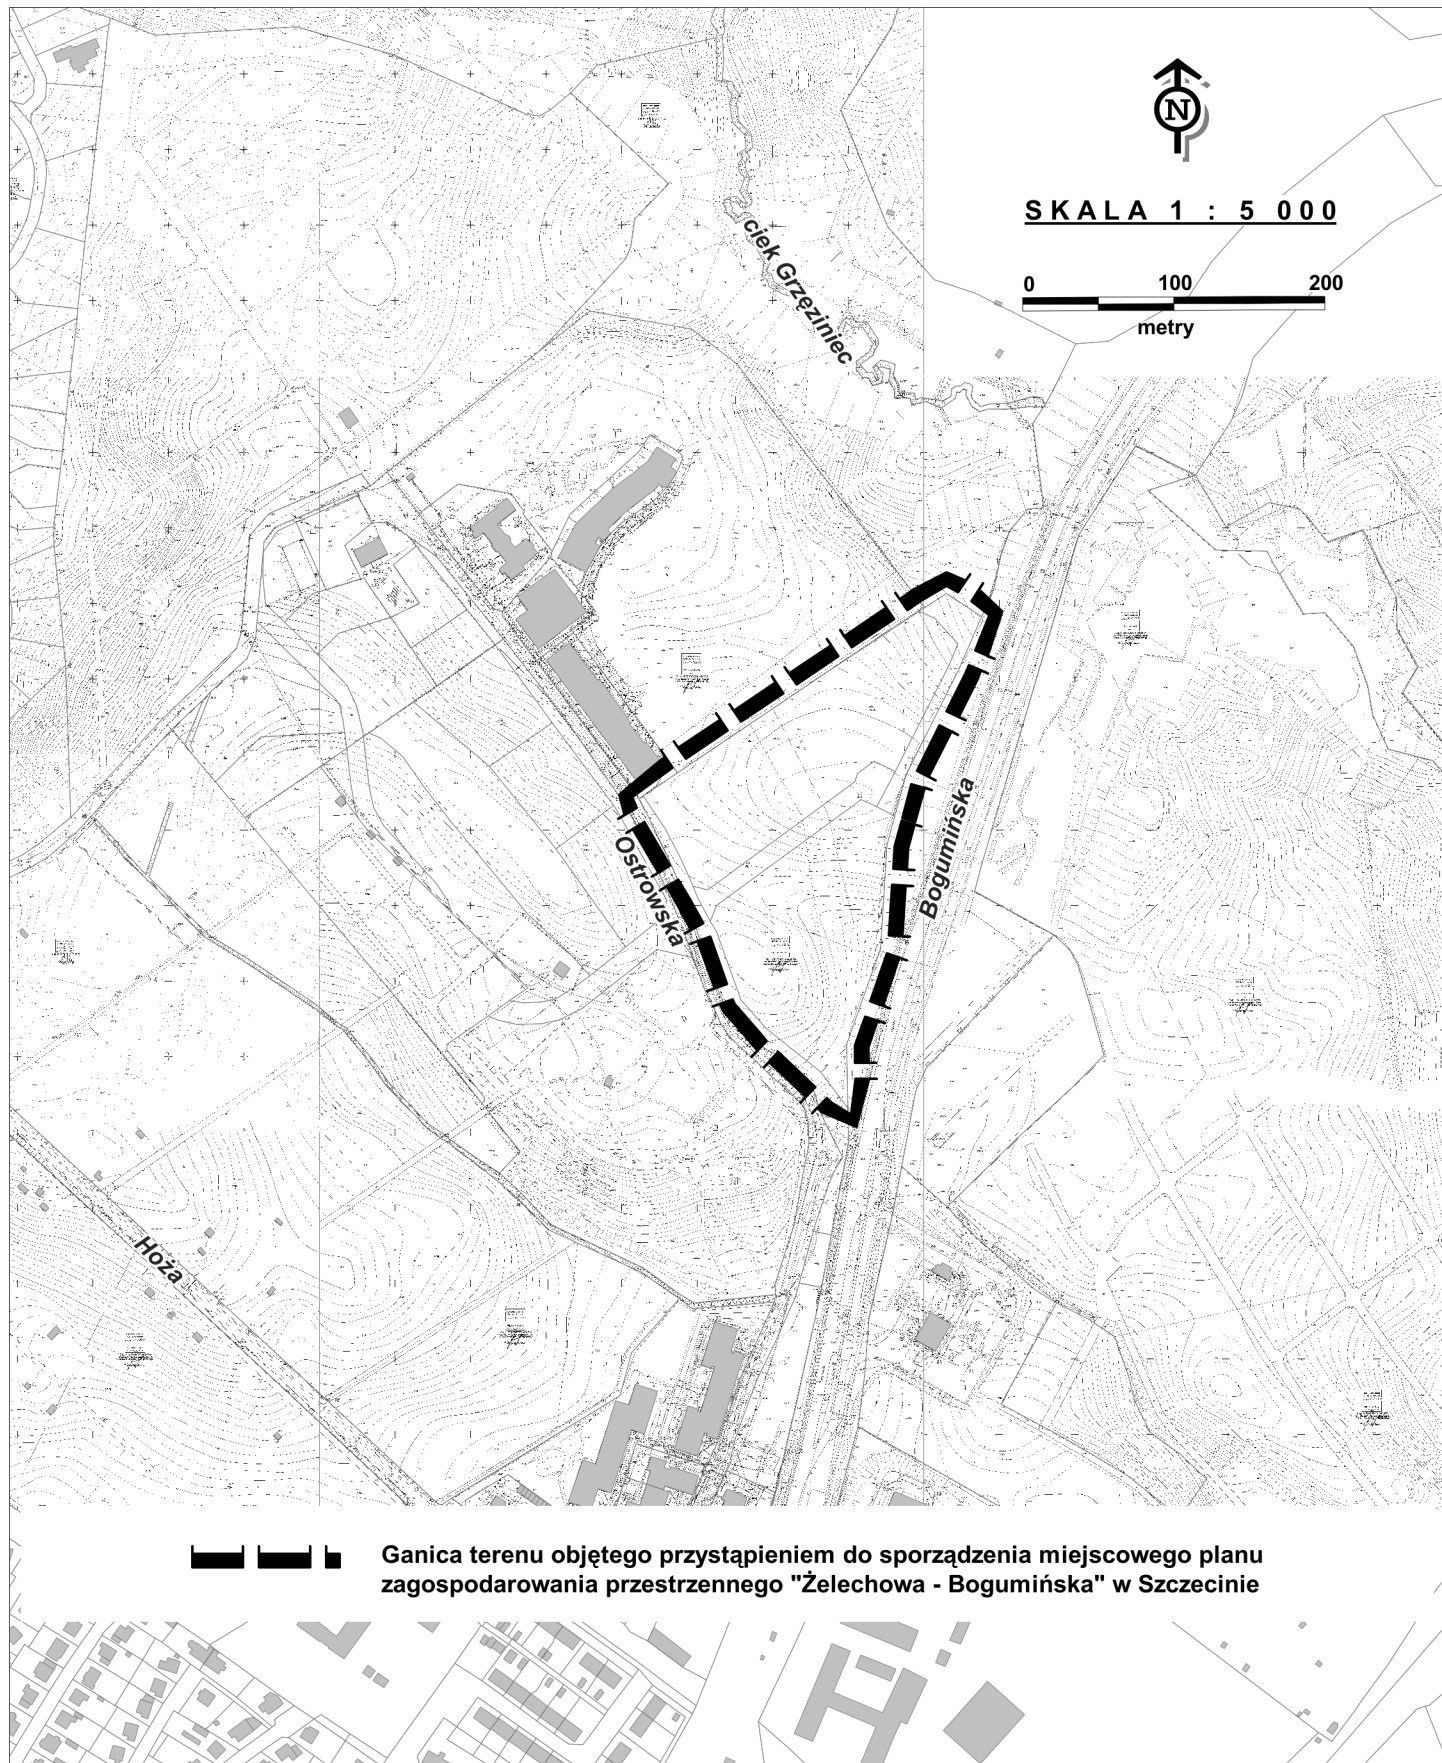 N
SKALA 1 : 5 000
0 100 200
metry
ciek Grzęziniec
Ostrowska
Bogumińska
Hoża
Ganica terenu objętego przystąpieniem do sporządzenia miejscowego planu
zagospodarowania przestrzennego "Żelechowa - Bogumińska" w Szczecinie